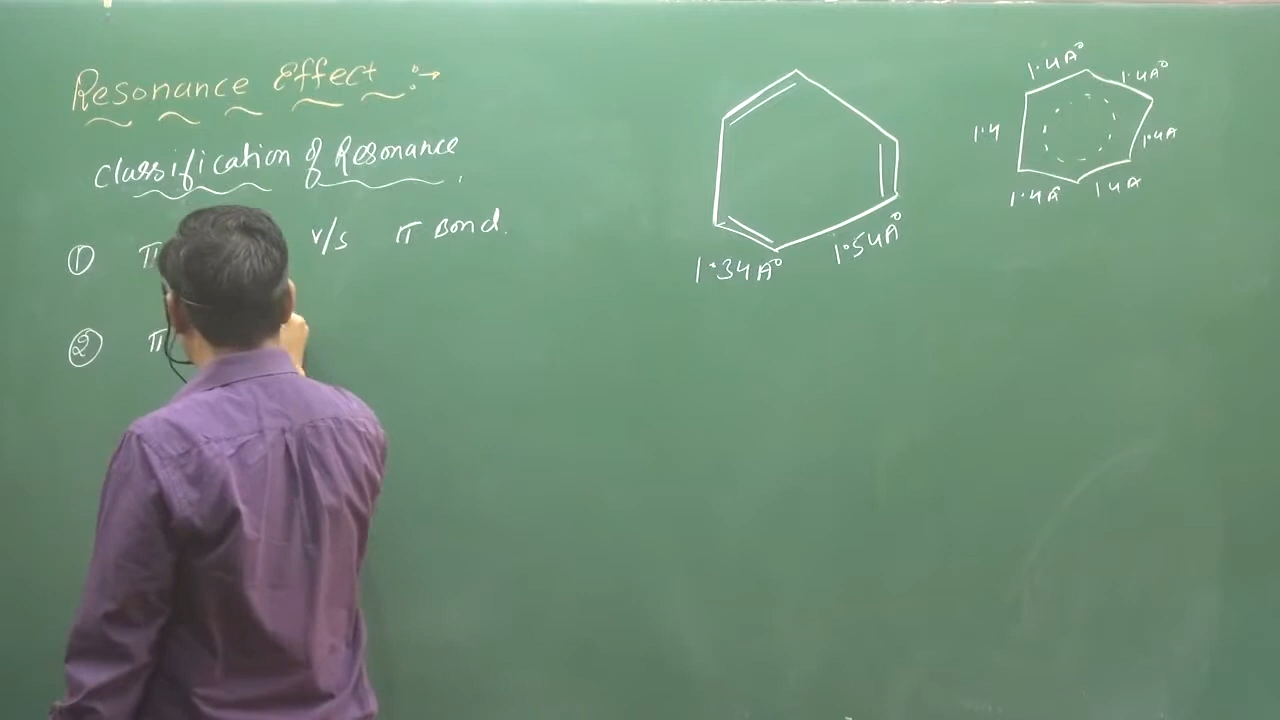 Resonance Effect :→
Classification of Resonance
① π v/s π Bond.
② π
1.34A°
1.54A°
1.4A°
1.4A°
1.4
1.4A
1.4A°
1.4A